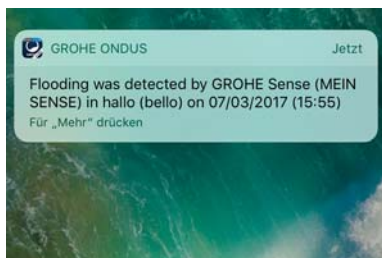 GROHE ONDUS Jetzt
Flooding was detected by GROHE Sense (MEIN
SENSE) in hallo (bello) on 07/03/2017 (15:55)
Für „Mehr“ drücken